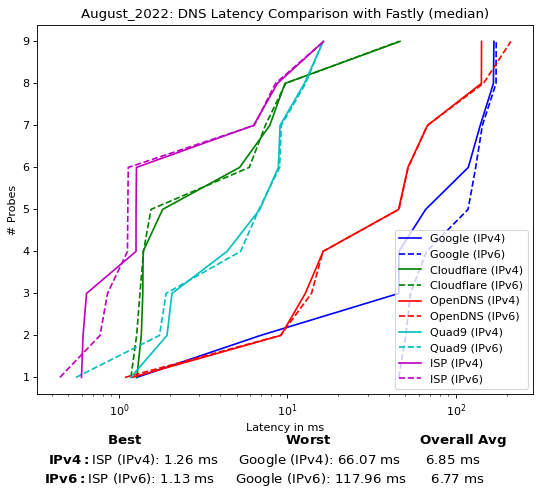 August_2022: DNS Latency Comparison with Fastly (median)
9
8
7
6
5
4
3
2
1
# Probes
Google (IPv4)
Google (IPv6)
Cloudflare (IPv4)
Cloudflare (IPv6)
OpenDNS (IPv4)
OpenDNS (IPv6)
Quad9 (IPv4)
Quad9 (IPv6)
ISP (IPv4)
ISP (IPv6)
10⁰ 10¹ 10²
Latency in ms
Best Worst Overall Avg
IPv4: ISP (IPv4): 1.26 ms Google (IPv4): 66.07 ms 6.85 ms
IPv6: ISP (IPv6): 1.13 ms Google (IPv6): 117.96 ms 6.77 ms